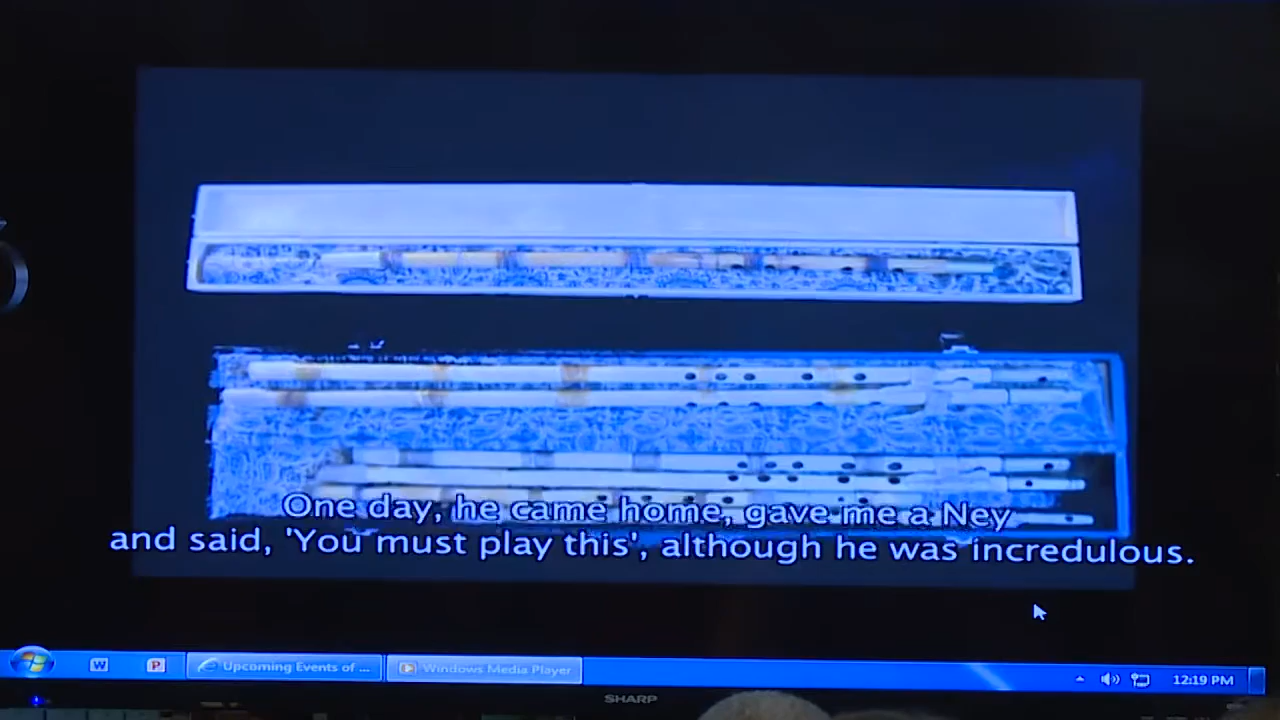 One day, he came home, gave me a Ney
and said, 'You must play this', although he was incredulous.
W
P
Upcoming Events of ...
Windows Media Player
12:19 PM
SHARP